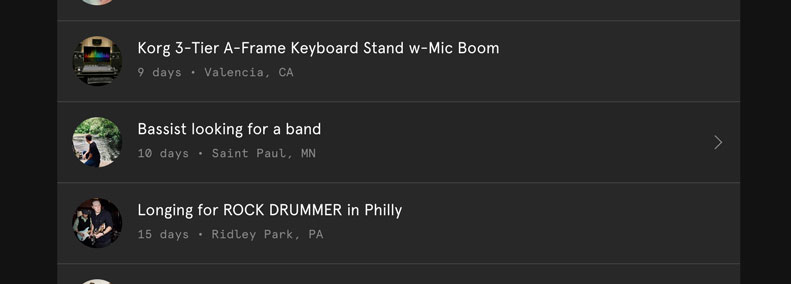 Korg 3-Tier A-Frame Keyboard Stand w-Mic Boom
9 days • Valencia, CA
Bassist looking for a band
10 days • Saint Paul, MN
Longing for ROCK DRUMMER in Philly
15 days • Ridley Park, PA